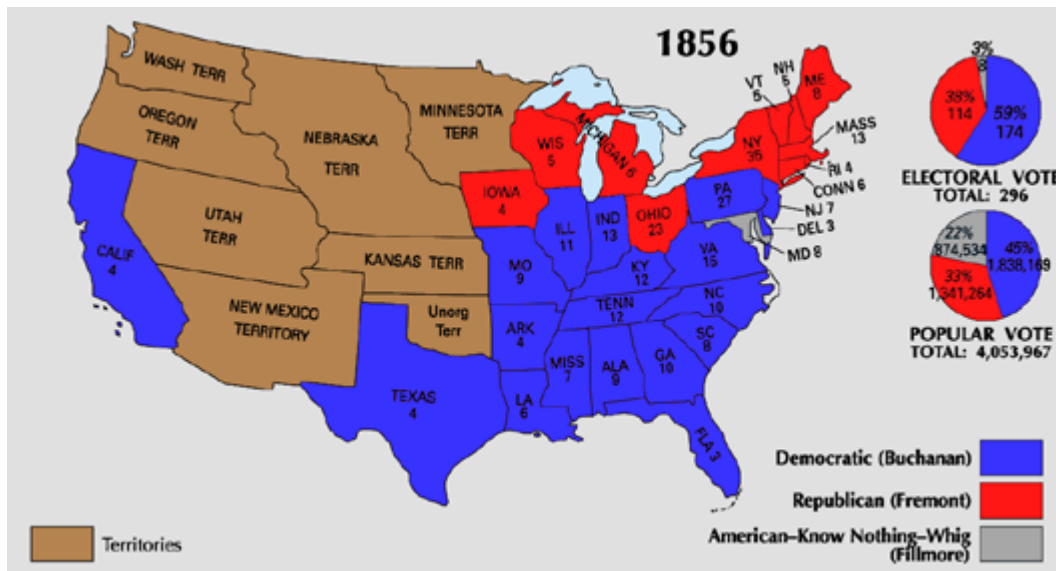 1856
WASH TERR
OREGON
TERR
NEBRASKA
TERR
MINNESOTA
TERR
UTAH
TERR
KANSAS TERR
NEW MEXICO
TERRITORY
Unorg
Terr
CALIF
4
TEXAS
4
WIS
5
MICHIGAN 6
IOWA
4
ILL
11
IND
13
OHIO
23
MO
9
KY
12
TENN
12
ARK
4
LA
6
MISS
7
ALA
9
GA
10
FLA 3
SC
8
NC
10
VA
15
PA
27
NY
35
VT
5
NH
5
ME
8
MASS
13
RI 4
CONN 6
NJ 7
DEL 3
MD 8
3%
8
38%
114
59%
174
ELECTORAL VOTE
TOTAL: 296
22%
874,534
45%
1,838,169
33%
1,341,264
POPULAR VOTE
TOTAL: 4,053,967
Democratic (Buchanan)
Republican (Fremont)
American–Know Nothing–Whig
(Fillmore)
Territories